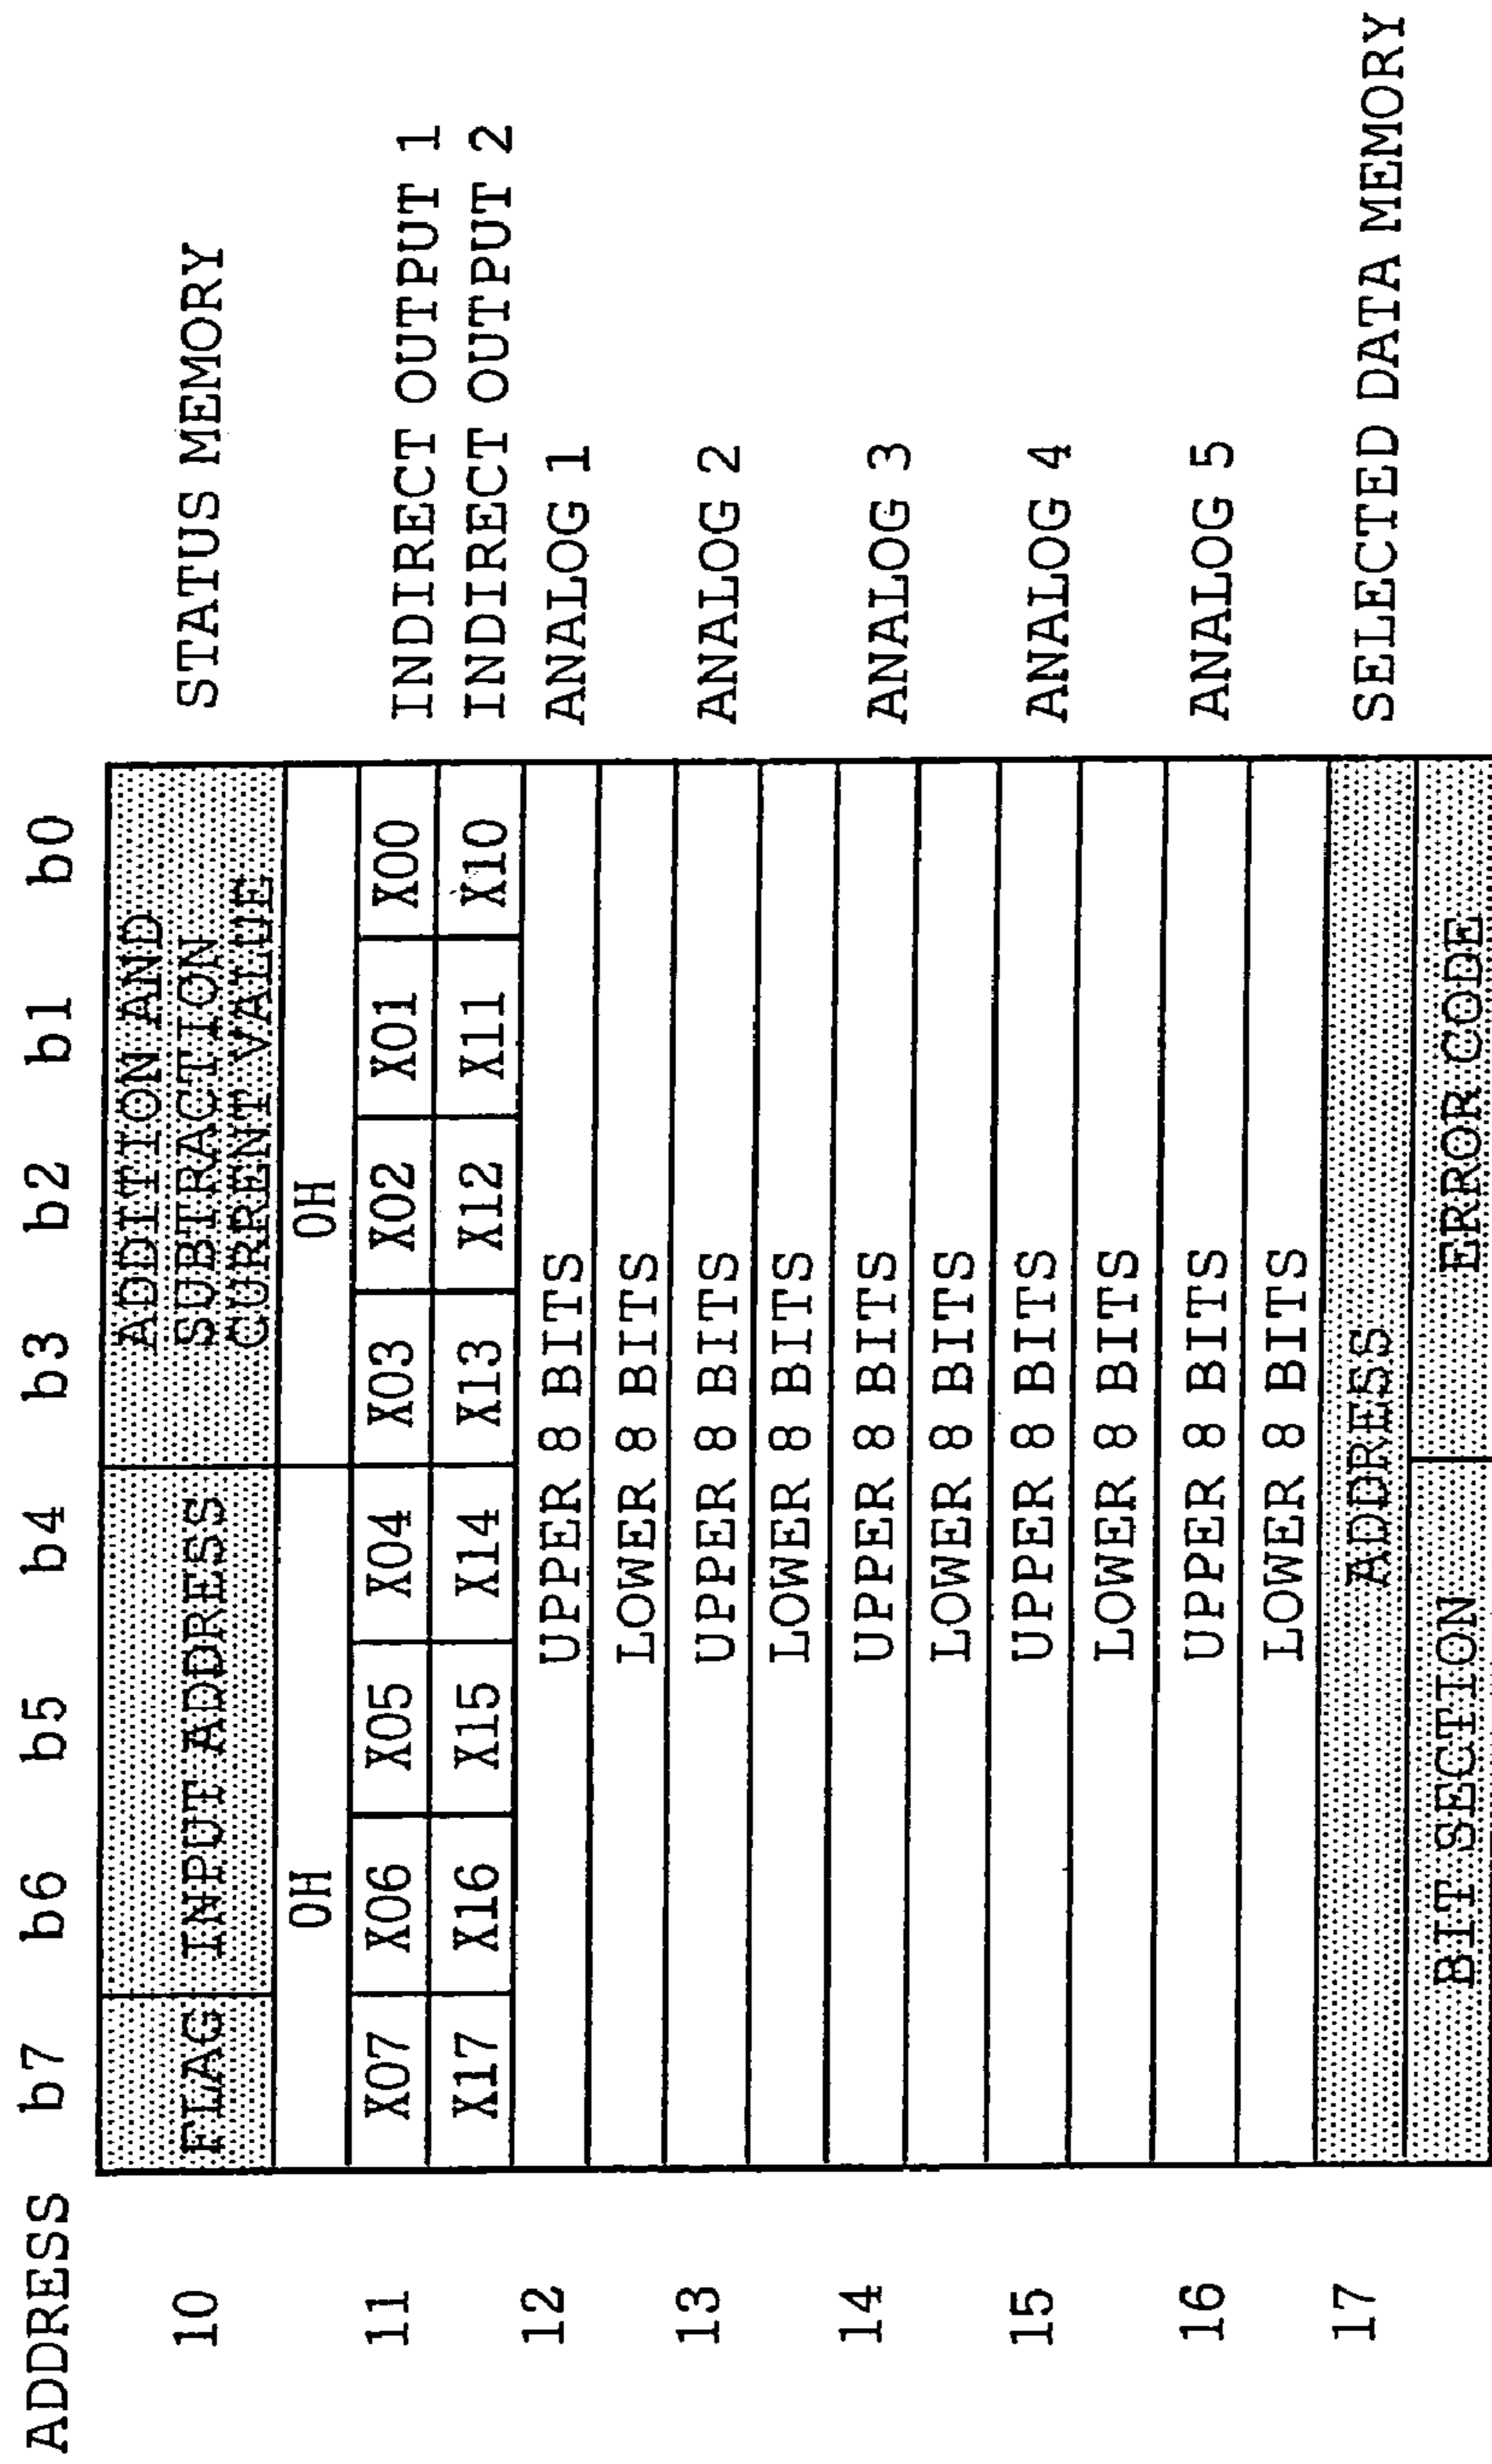 ADDRESS b7 b6 b5 b4 b3 b2 b1 b0
10 FLAG INPUT ADDRESS ADDITION AND SUBTRACTION CURRENT VALUE STATUS MEMORY
0H 0H
11 X07 X06 X05 X04 X03 X02 X01 X00 INDIRECT OUTPUT 1
X17 X16 X15 X14 X13 X12 X11 X10 INDIRECT OUTPUT 2
12 UPPER 8 BITS ANALOG 1
LOWER 8 BITS
13 UPPER 8 BITS ANALOG 2
LOWER 8 BITS
14 UPPER 8 BITS ANALOG 3
LOWER 8 BITS
15 UPPER 8 BITS ANALOG 4
LOWER 8 BITS
16 UPPER 8 BITS ANALOG 5
LOWER 8 BITS
17 ADDRESS SELECTED DATA MEMORY
BIT SECTION ERROR CODE